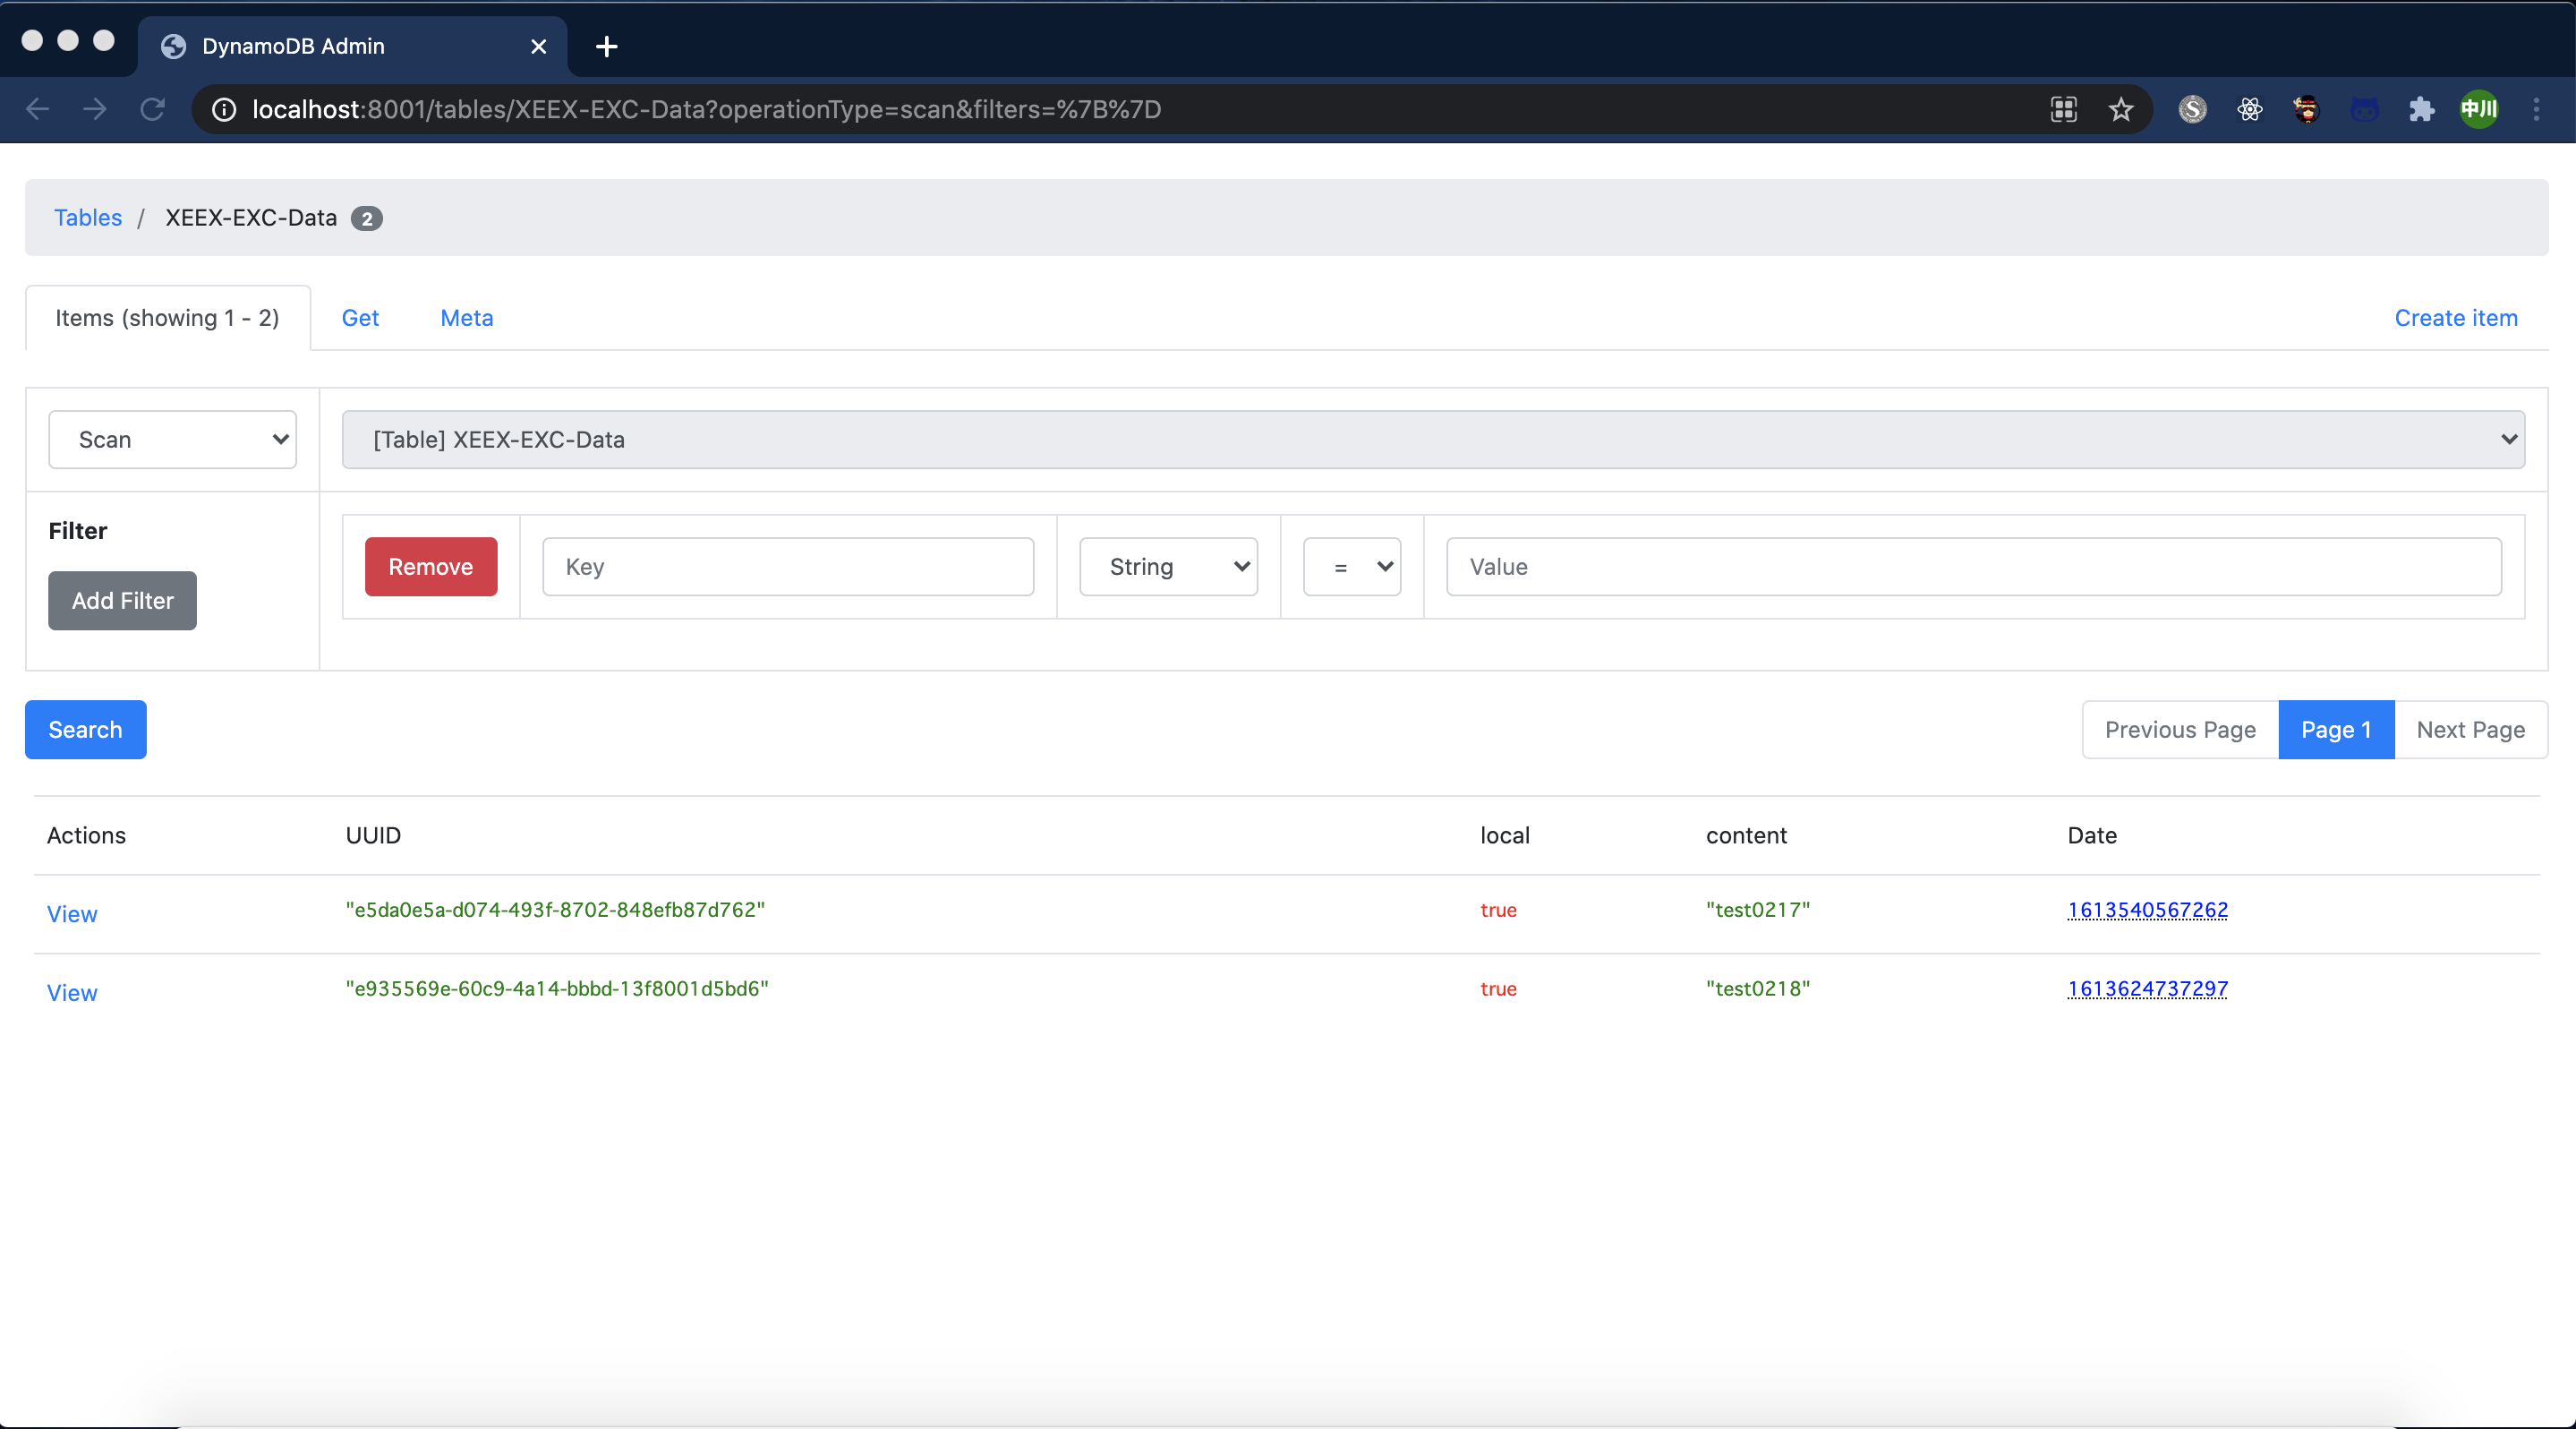 DynamoDB Admin
localhost:8001/tables/XEEX-EXC-Data?operationType=scan&filters=%7B%7D
中川
Tables / XEEX-EXC-Data 2
Items (showing 1 - 2) Get Meta Create item
Scan [Table] XEEX-EXC-Data
Filter
Remove Key String = Value
Add Filter
Search Previous Page Page 1 Next Page
Actions UUID local content Date
View "e5da0e5a-d074-493f-8702-848efb87d762" true "test0217" 1613540567262
View "e935569e-60c9-4a14-bbbd-13f8001d5bd6" true "test0218" 1613624737297